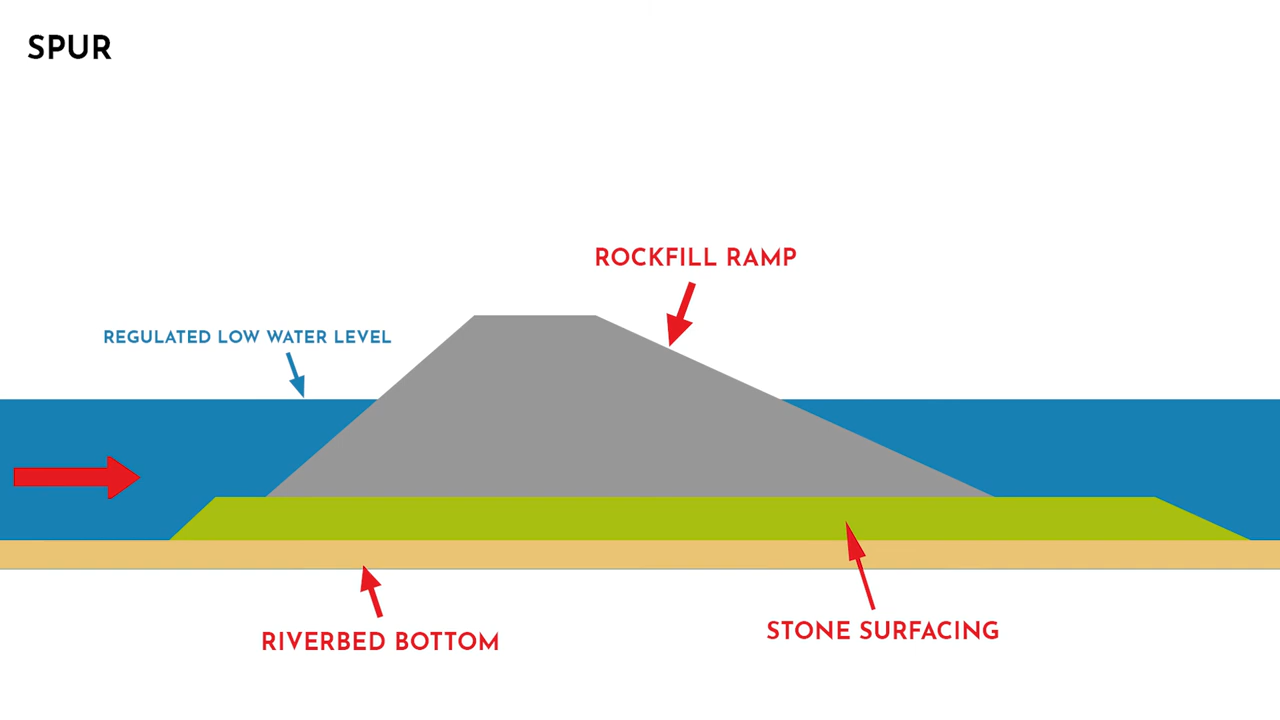 SPUR
ROCKFILL RAMP
REGULATED LOW WATER LEVEL
STONE SURFACING
RIVERBED BOTTOM